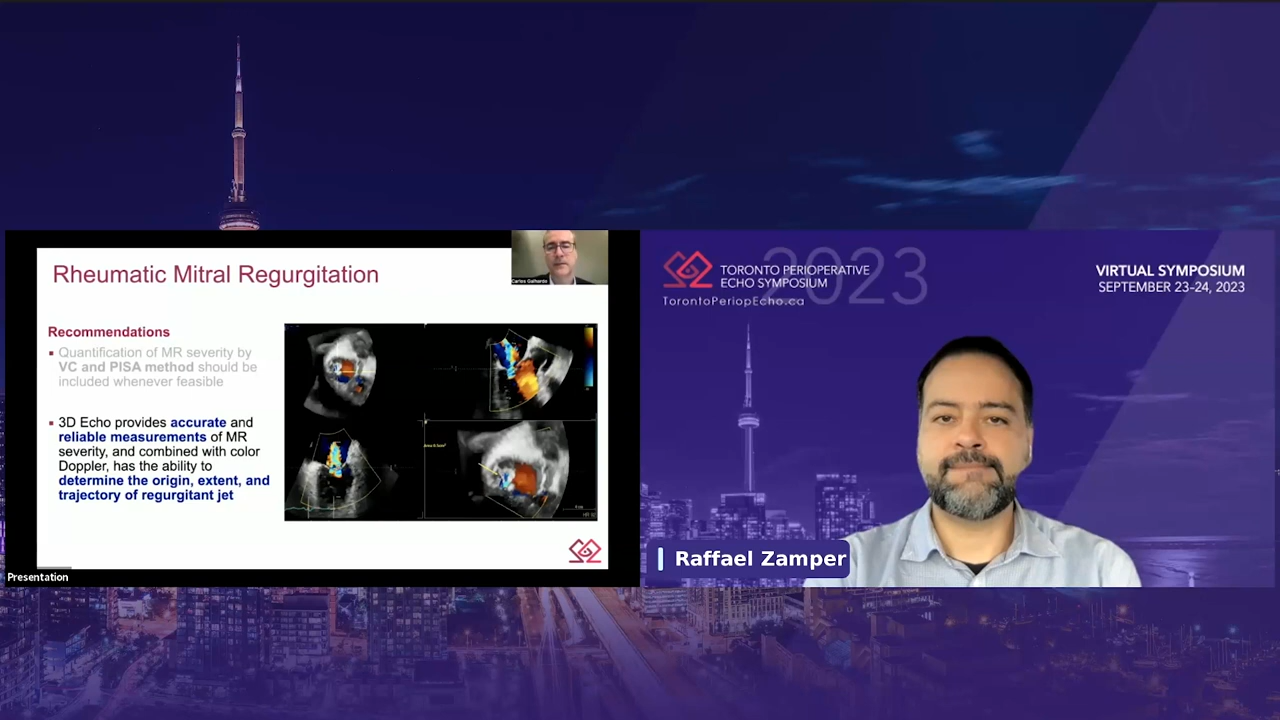 Rheumatic Mitral Regurgitation
Carlos Galhardo
Recommendations
▪ Quantification of MR severity by
VC and PISA method should be
included whenever feasible
▪ 3D Echo provides accurate and
reliable measurements of MR
severity, and combined with color
Doppler, has the ability to
determine the origin, extent, and
trajectory of regurgitant jet
Presentation
2023
TORONTO PERIOPERATIVE
ECHO SYMPOSIUM
TorontoPeriopEcho.ca
VIRTUAL SYMPOSIUM
SEPTEMBER 23-24, 2023
Raffael Zamper